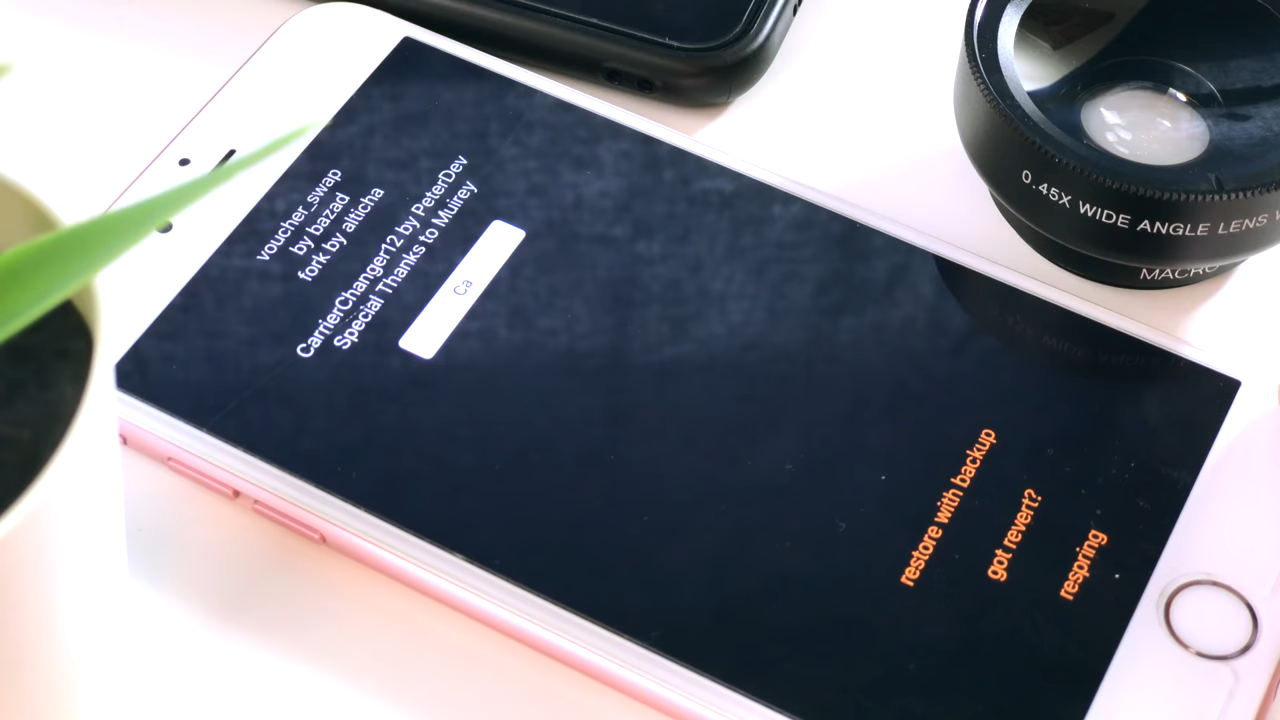 voucher_swap
by bazad
fork by alticha
CarrierChanger12 by PeterDev
Special Thanks to Muirey
Ca
restore with backup
got revert?
respring
0.45X WIDE ANGLE LENS
MACRO